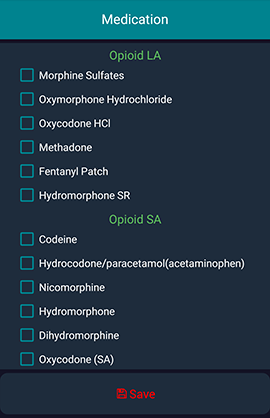 Medication
Opioid LA
Morphine Sulfates
Oxymorphone Hydrochloride
Oxycodone HCl
Methadone
Fentanyl Patch
Hydromorphone SR
Opioid SA
Codeine
Hydrocodone/paracetamol(acetaminophen)
Nicomorphine
Hydromorphone
Dihydromorphine
Oxycodone (SA)
Save